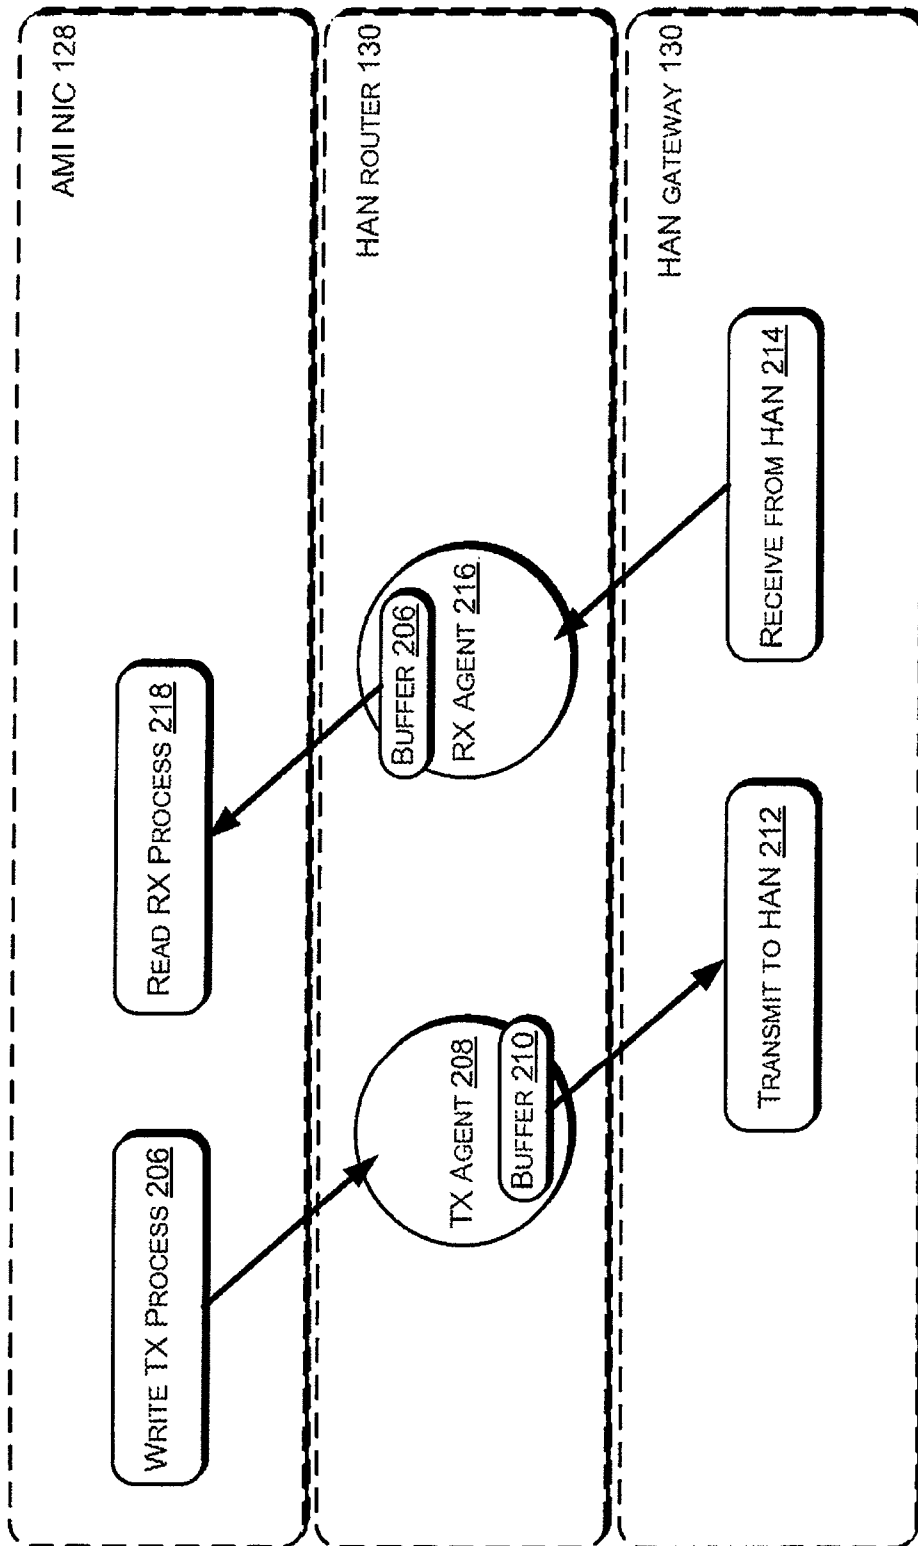 AMI NIC 128
WRITE TX PROCESS 206
READ RX PROCESS 218
HAN ROUTER 130
TX AGENT 208
BUFFER 210
BUFFER 206
RX AGENT 216
HAN GATEWAY 130
TRANSMIT TO HAN 212
RECEIVE FROM HAN 214